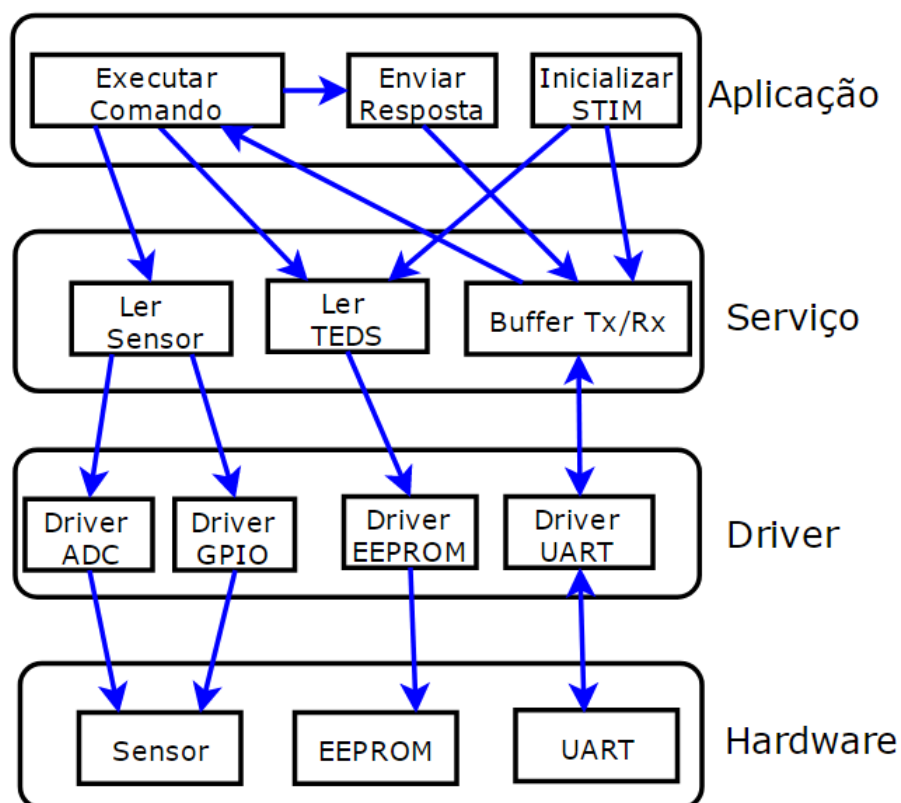 Executar
Comando
Enviar
Resposta
Inicializar
STIM
Aplicação
Ler
Sensor
Ler
TEDS
Buffer Tx/Rx
Serviço
Driver
ADC
Driver
GPIO
Driver
EEPROM
Driver
UART
Driver
Sensor
EEPROM
UART
Hardware